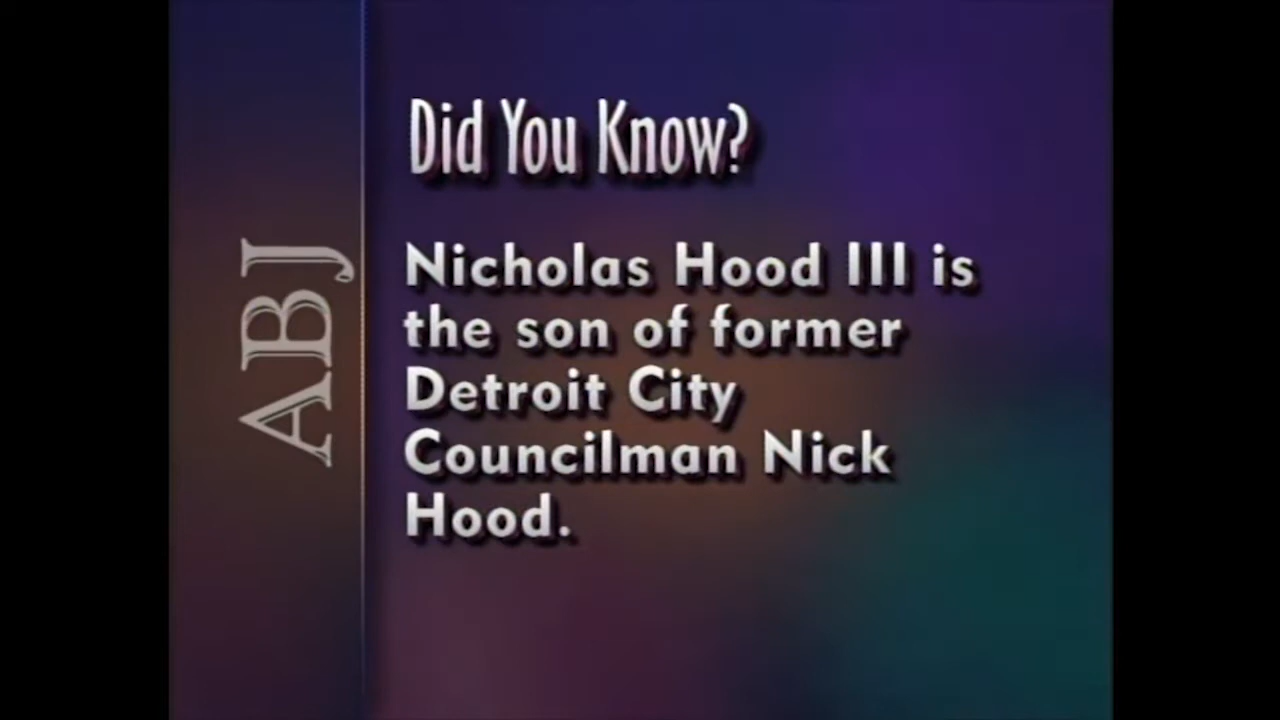 ABJ
Did You Know?
Nicholas Hood III is
the son of former
Detroit City
Councilman Nick
Hood.